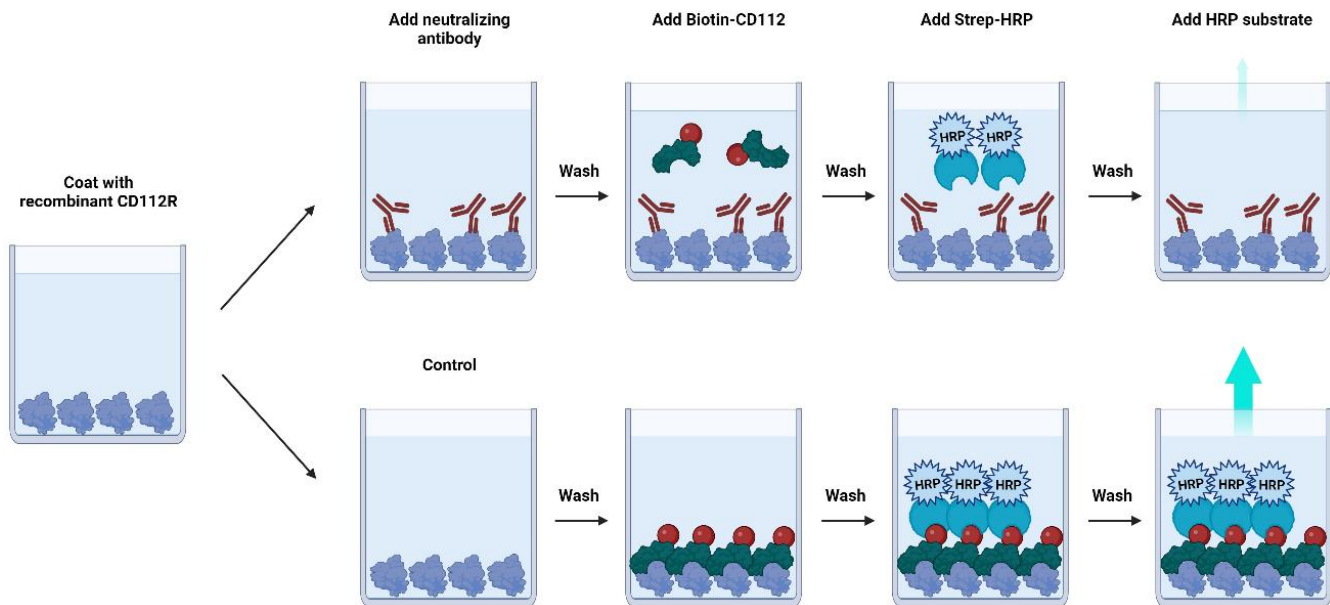 Add neutralizing
antibody
Add Biotin-CD112
Add Strep-HRP
Add HRP substrate
HRP
HRP
Wash
Wash
Wash
Coat with
recombinant CD112R
Control
HRP
HRP
HRP
HRP
HRP
HRP
Wash
Wash
Wash